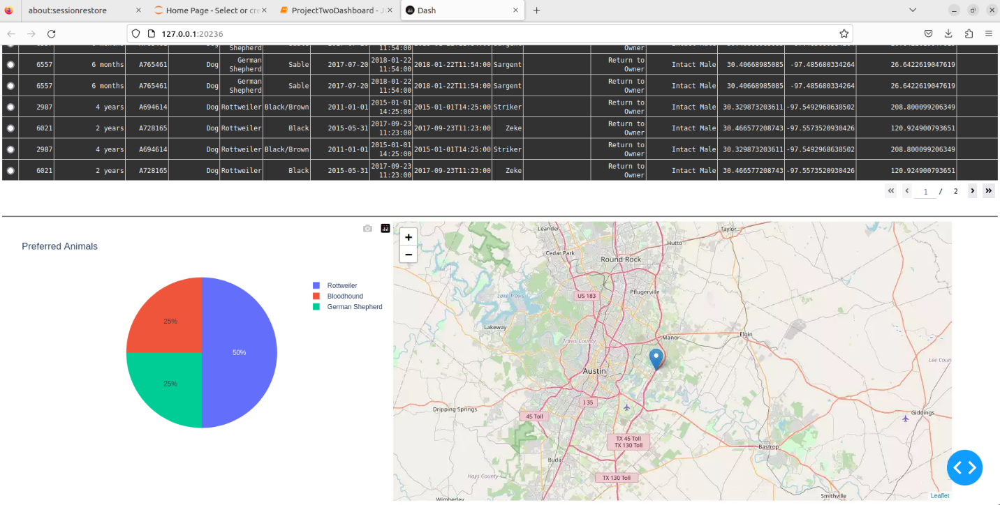 about:sessionrestore
Home Page - Select or cre
ProjectTwoDashboard - J
Dash
127.0.0.1:20236
Shepherd 11:54:00 Owner
6557 6 months A765461 Dog German Shepherd Sable 2017-07-20 2018-01-22 11:54:00 2018-01-22T11:54:00 Sargent Return to Owner Intact Male 30.40668985085 -97.485680334264 26.6422619047619
6557 6 months A765461 Dog German Shepherd Sable 2017-07-20 2018-01-22 11:54:00 2018-01-22T11:54:00 Sargent Return to Owner Intact Male 30.40668985085 -97.485680334264 26.6422619047619
2987 4 years A694614 Dog Rottweiler Black/Brown 2011-01-01 2015-01-01 14:25:00 2015-01-01T14:25:00 Striker Return to Owner Intact Male 30.329873203611 -97.5492968638502 208.800099206349
6021 2 years A728165 Dog Rottweiler Black 2015-05-31 2017-09-23 11:23:00 2017-09-23T11:23:00 Zeke Return to Owner Intact Male 30.466577208743 -97.5573520930426 120.924900793651
2987 4 years A694614 Dog Rottweiler Black/Brown 2011-01-01 2015-01-01 14:25:00 2015-01-01T14:25:00 Striker Return to Owner Intact Male 30.329873203611 -97.5492968638502 208.800099206349
6021 2 years A728165 Dog Rottweiler Black 2015-05-31 2017-09-23 11:23:00 2017-09-23T11:23:00 Zeke Return to Owner Intact Male 30.466577208743 -97.5573520930426 120.924900793651
1 / 2
Preferred Animals
Rottweiler
Bloodhound
German Shepherd
25%
50%
25%
+
−
Leander
Taylor
Hutto
Cedar Park
Round Rock
Pflugerville
US 183
Lake Travis
Lakeway
Manor
Elgin
Travis County
Lee Coun
Austin
I 35
Dripping Springs
45 Toll
Giddings
TX 45 Toll
TX 130 Toll
Bastrop
Buda
Hays County
TX 130 Toll
Smithville
Wimberley
Leaflet